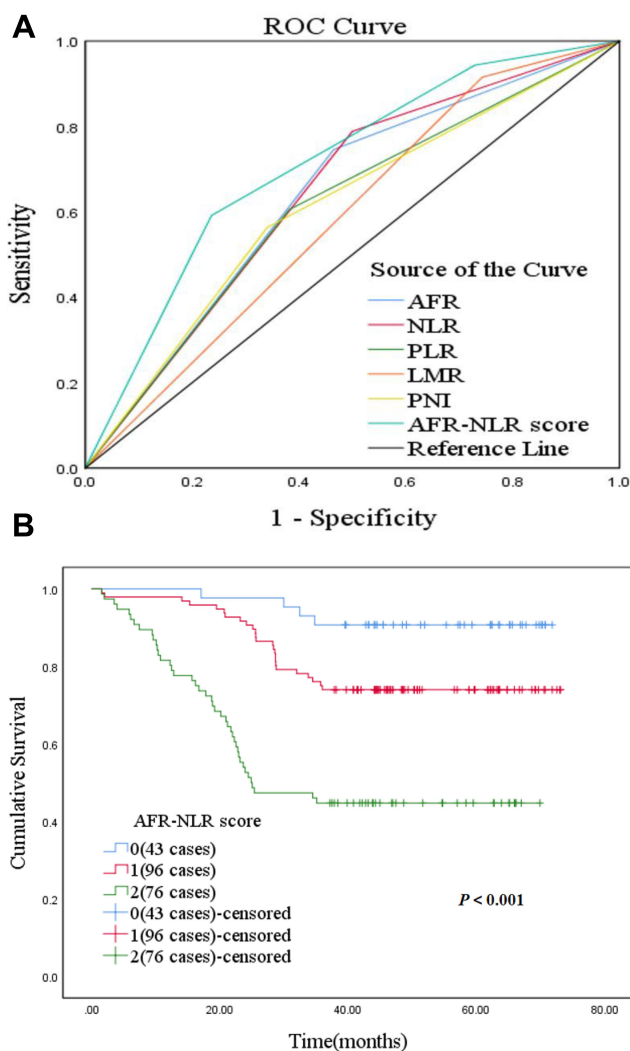 A
ROC Curve
1.0
0.8
0.6
0.4
0.2
0.0
Sensitivity
Source of the Curve
AFR
NLR
PLR
LMR
PNI
AFR-NLR score
Reference Line
0.0 0.2 0.4 0.6 0.8 1.0
1 - Specificity
B
1.0
0.8
0.6
0.4
0.2
0.0
Cumulative Survival
AFR-NLR score
0(43 cases)
1(96 cases)
2(76 cases)
0(43 cases)-censored
1(96 cases)-censored
2(76 cases)-censored
P < 0.001
.00 20.00 40.00 60.00 80.00
Time(months)